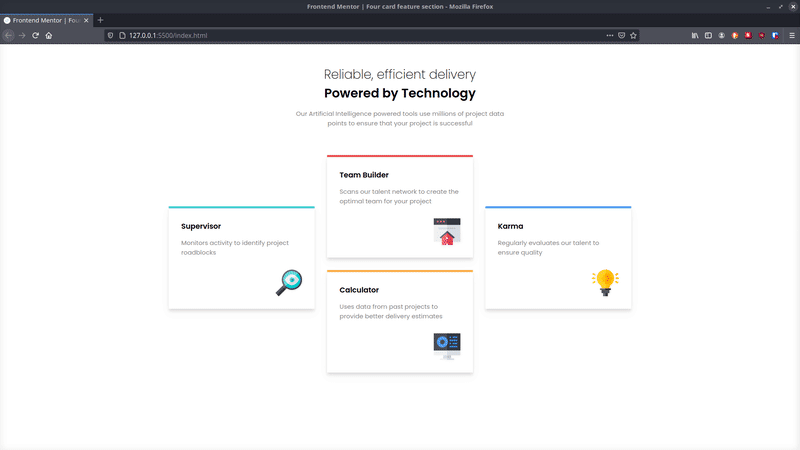 Frontend Mentor | Four card feature section - Mozilla Firefox
Frontend Mentor | Four
127.0.0.1:5500/index.html
Reliable, efficient delivery
Powered by Technology
Our Artificial Intelligence powered tools use millions of project data
points to ensure that your project is successful
Team Builder
Scans our talent network to create the
optimal team for your project
Supervisor
Monitors activity to identify project
roadblocks
Karma
Regularly evaluates our talent to
ensure quality
Calculator
Uses data from past projects to
provide better delivery estimates